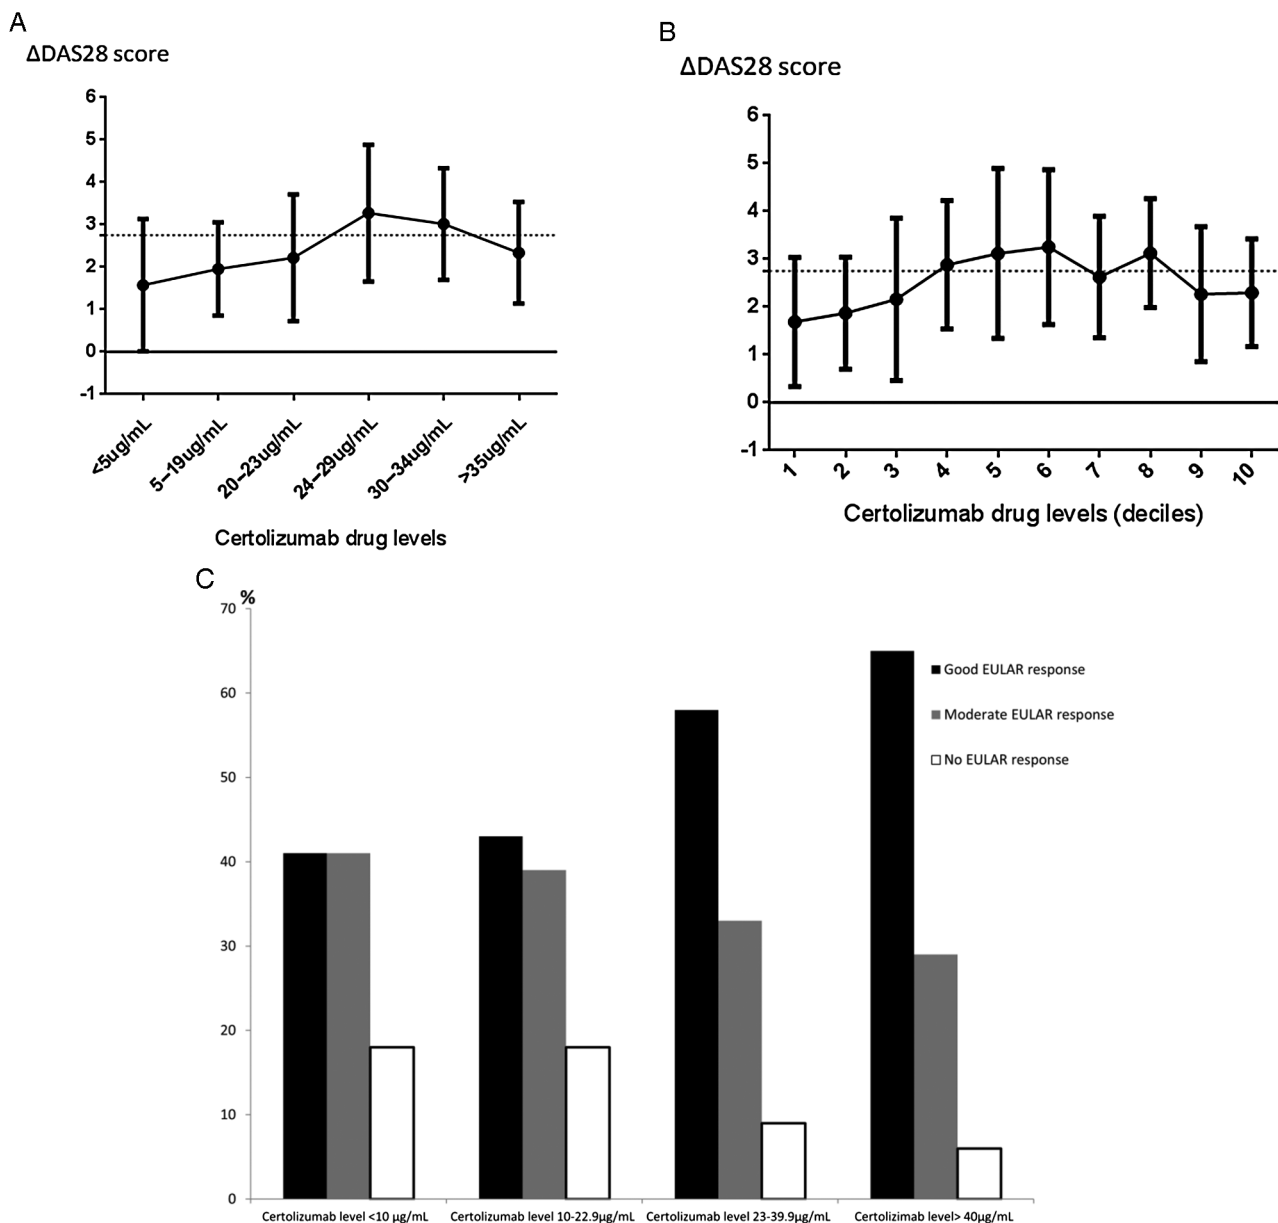 A
ΔDAS28 score
6
5
4
3
2
1
0
-1
<5ug/mL
5–19ug/mL
20–23ug/mL
24–29ug/mL
30–34ug/mL
>35ug/mL
Certolizumab drug levels
B
ΔDAS28 score
6
5
4
3
2
1
0
-1
1
2
3
4
5
6
7
8
9
10
Certolizumab drug levels (deciles)
C
%
70
60
50
40
30
20
10
0
Good EULAR response
Moderate EULAR response
No EULAR response
Certolizumab level <10 µg/mL
Certolizumab level 10-22.9µg/mL
Certolizumab level 23-39.9µg/mL
Certolizimab level> 40µg/mL